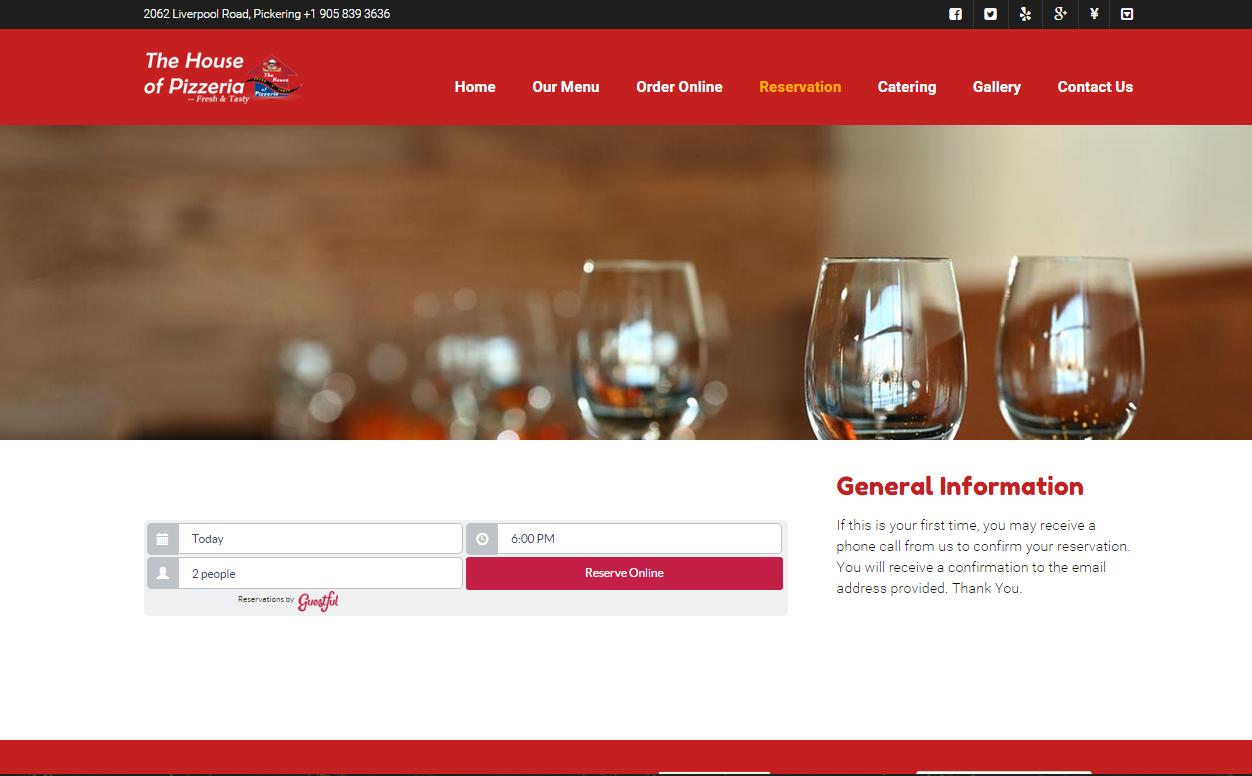 2062 Liverpool Road, Pickering +1 905 839 3636
The House
of Pizzeria
-- Fresh & Tasty
The House
of
Pizzeria
Home Our Menu Order Online Reservation Catering Gallery Contact Us
General Information
If this is your first time, you may receive a
phone call from us to confirm your reservation.
You will receive a confirmation to the email
address provided. Thank You.
Today 6:00 PM
2 people Reserve Online
Reservations by Guestful